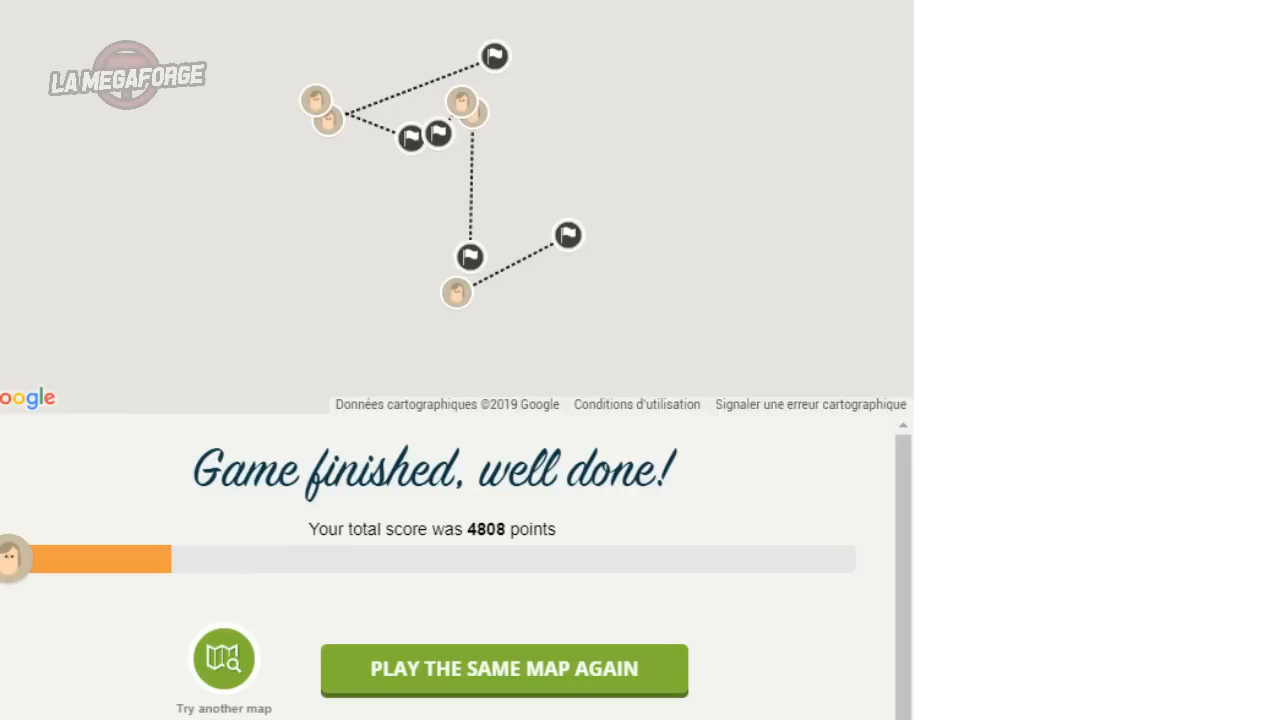 LA MEGAFORGE
oogle
Données cartographiques ©2019 Google Conditions d'utilisation Signaler une erreur cartographique
Game finished, well done!
Your total score was 4808 points
PLAY THE SAME MAP AGAIN
Try another map